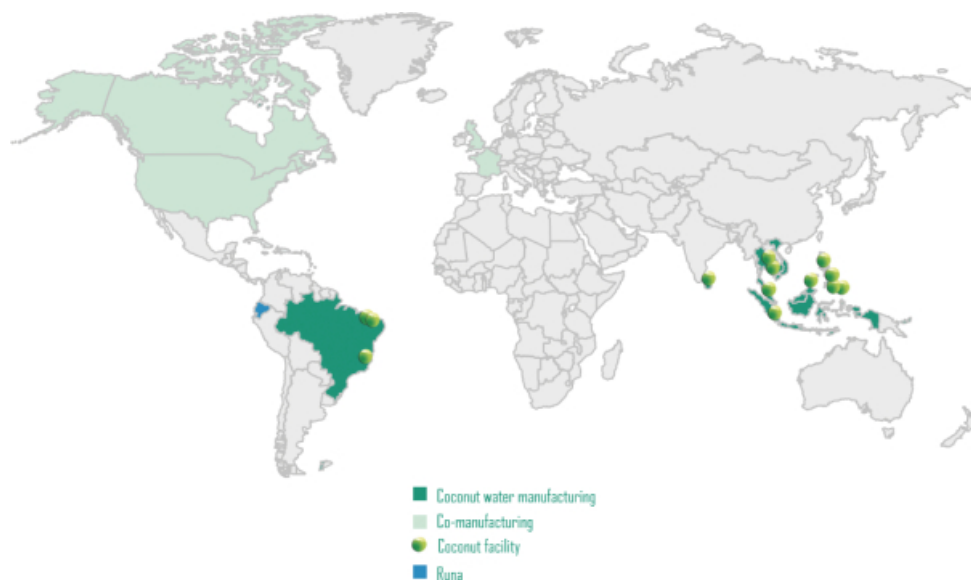 Coconut water manufacturing
Co-manufacturing
Coconut facility
Runa